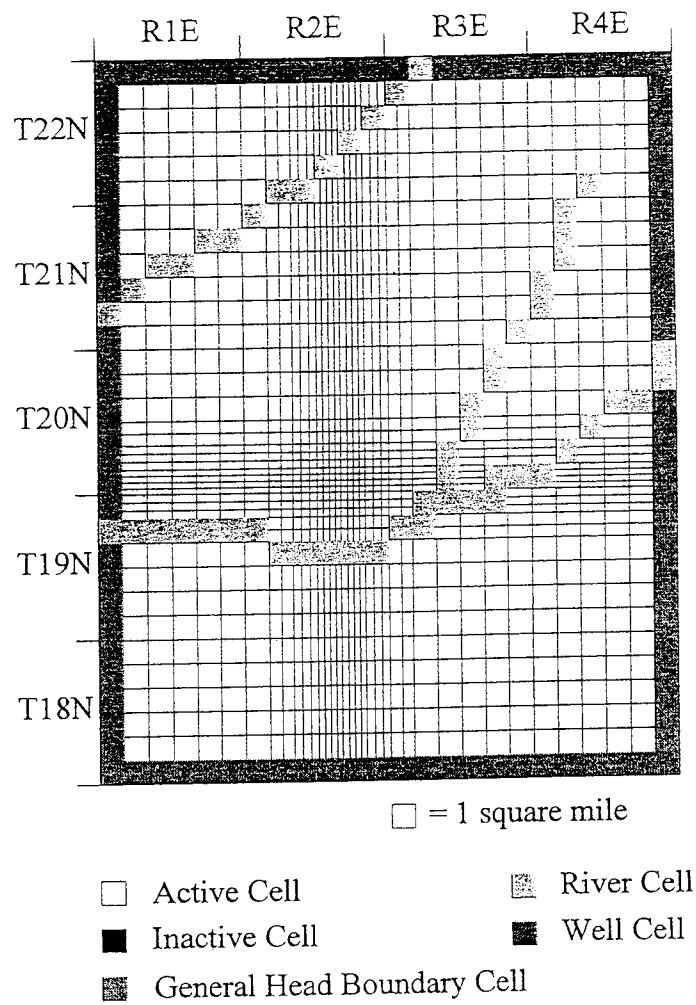 R1E R2E R3E R4E
T22N
T21N
T20N
T19N
T18N
= 1 square mile
Active Cell River Cell
Inactive Cell Well Cell
General Head Boundary Cell